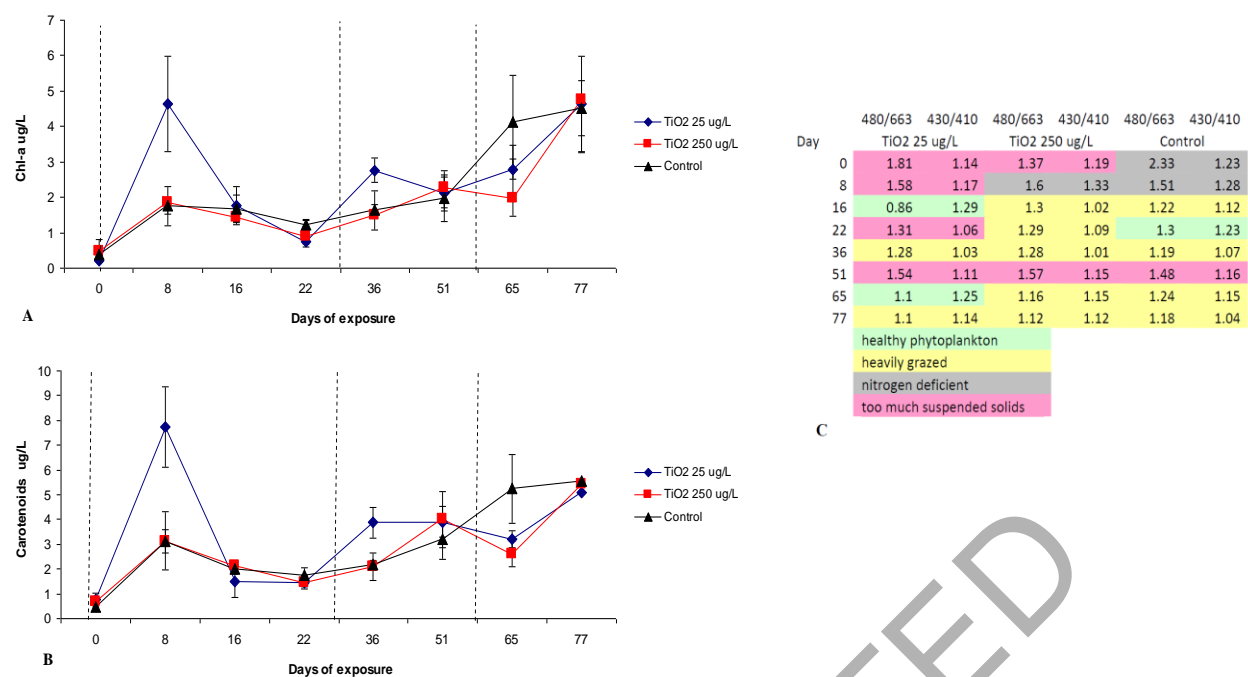 7
6
5
4
3
2
1
0
Chl-a ug/L
0 8 16 22 36 51 65 77
Days of exposure
A
TiO2 25 ug/L
TiO2 250 ug/L
Control
10
9
8
7
6
5
4
3
2
1
0
Carotenoids ug/L
0 8 16 22 36 51 65 77
Days of exposure
B
TiO2 25 ug/L
TiO2 250 ug/L
Control
480/663 430/410 480/663 430/410 480/663 430/410
Day TiO2 25 ug/L TiO2 250 ug/L Control
0 1.81 1.14 1.37 1.19 2.33 1.23
8 1.58 1.17 1.6 1.33 1.51 1.28
16 0.86 1.29 1.3 1.02 1.22 1.12
22 1.31 1.06 1.29 1.09 1.3 1.23
36 1.28 1.03 1.28 1.01 1.19 1.07
51 1.54 1.11 1.57 1.15 1.48 1.16
65 1.1 1.25 1.16 1.15 1.24 1.15
77 1.1 1.14 1.12 1.12 1.18 1.04
healthy phytoplankton
heavily grazed
nitrogen deficient
too much suspended solids
C
TED